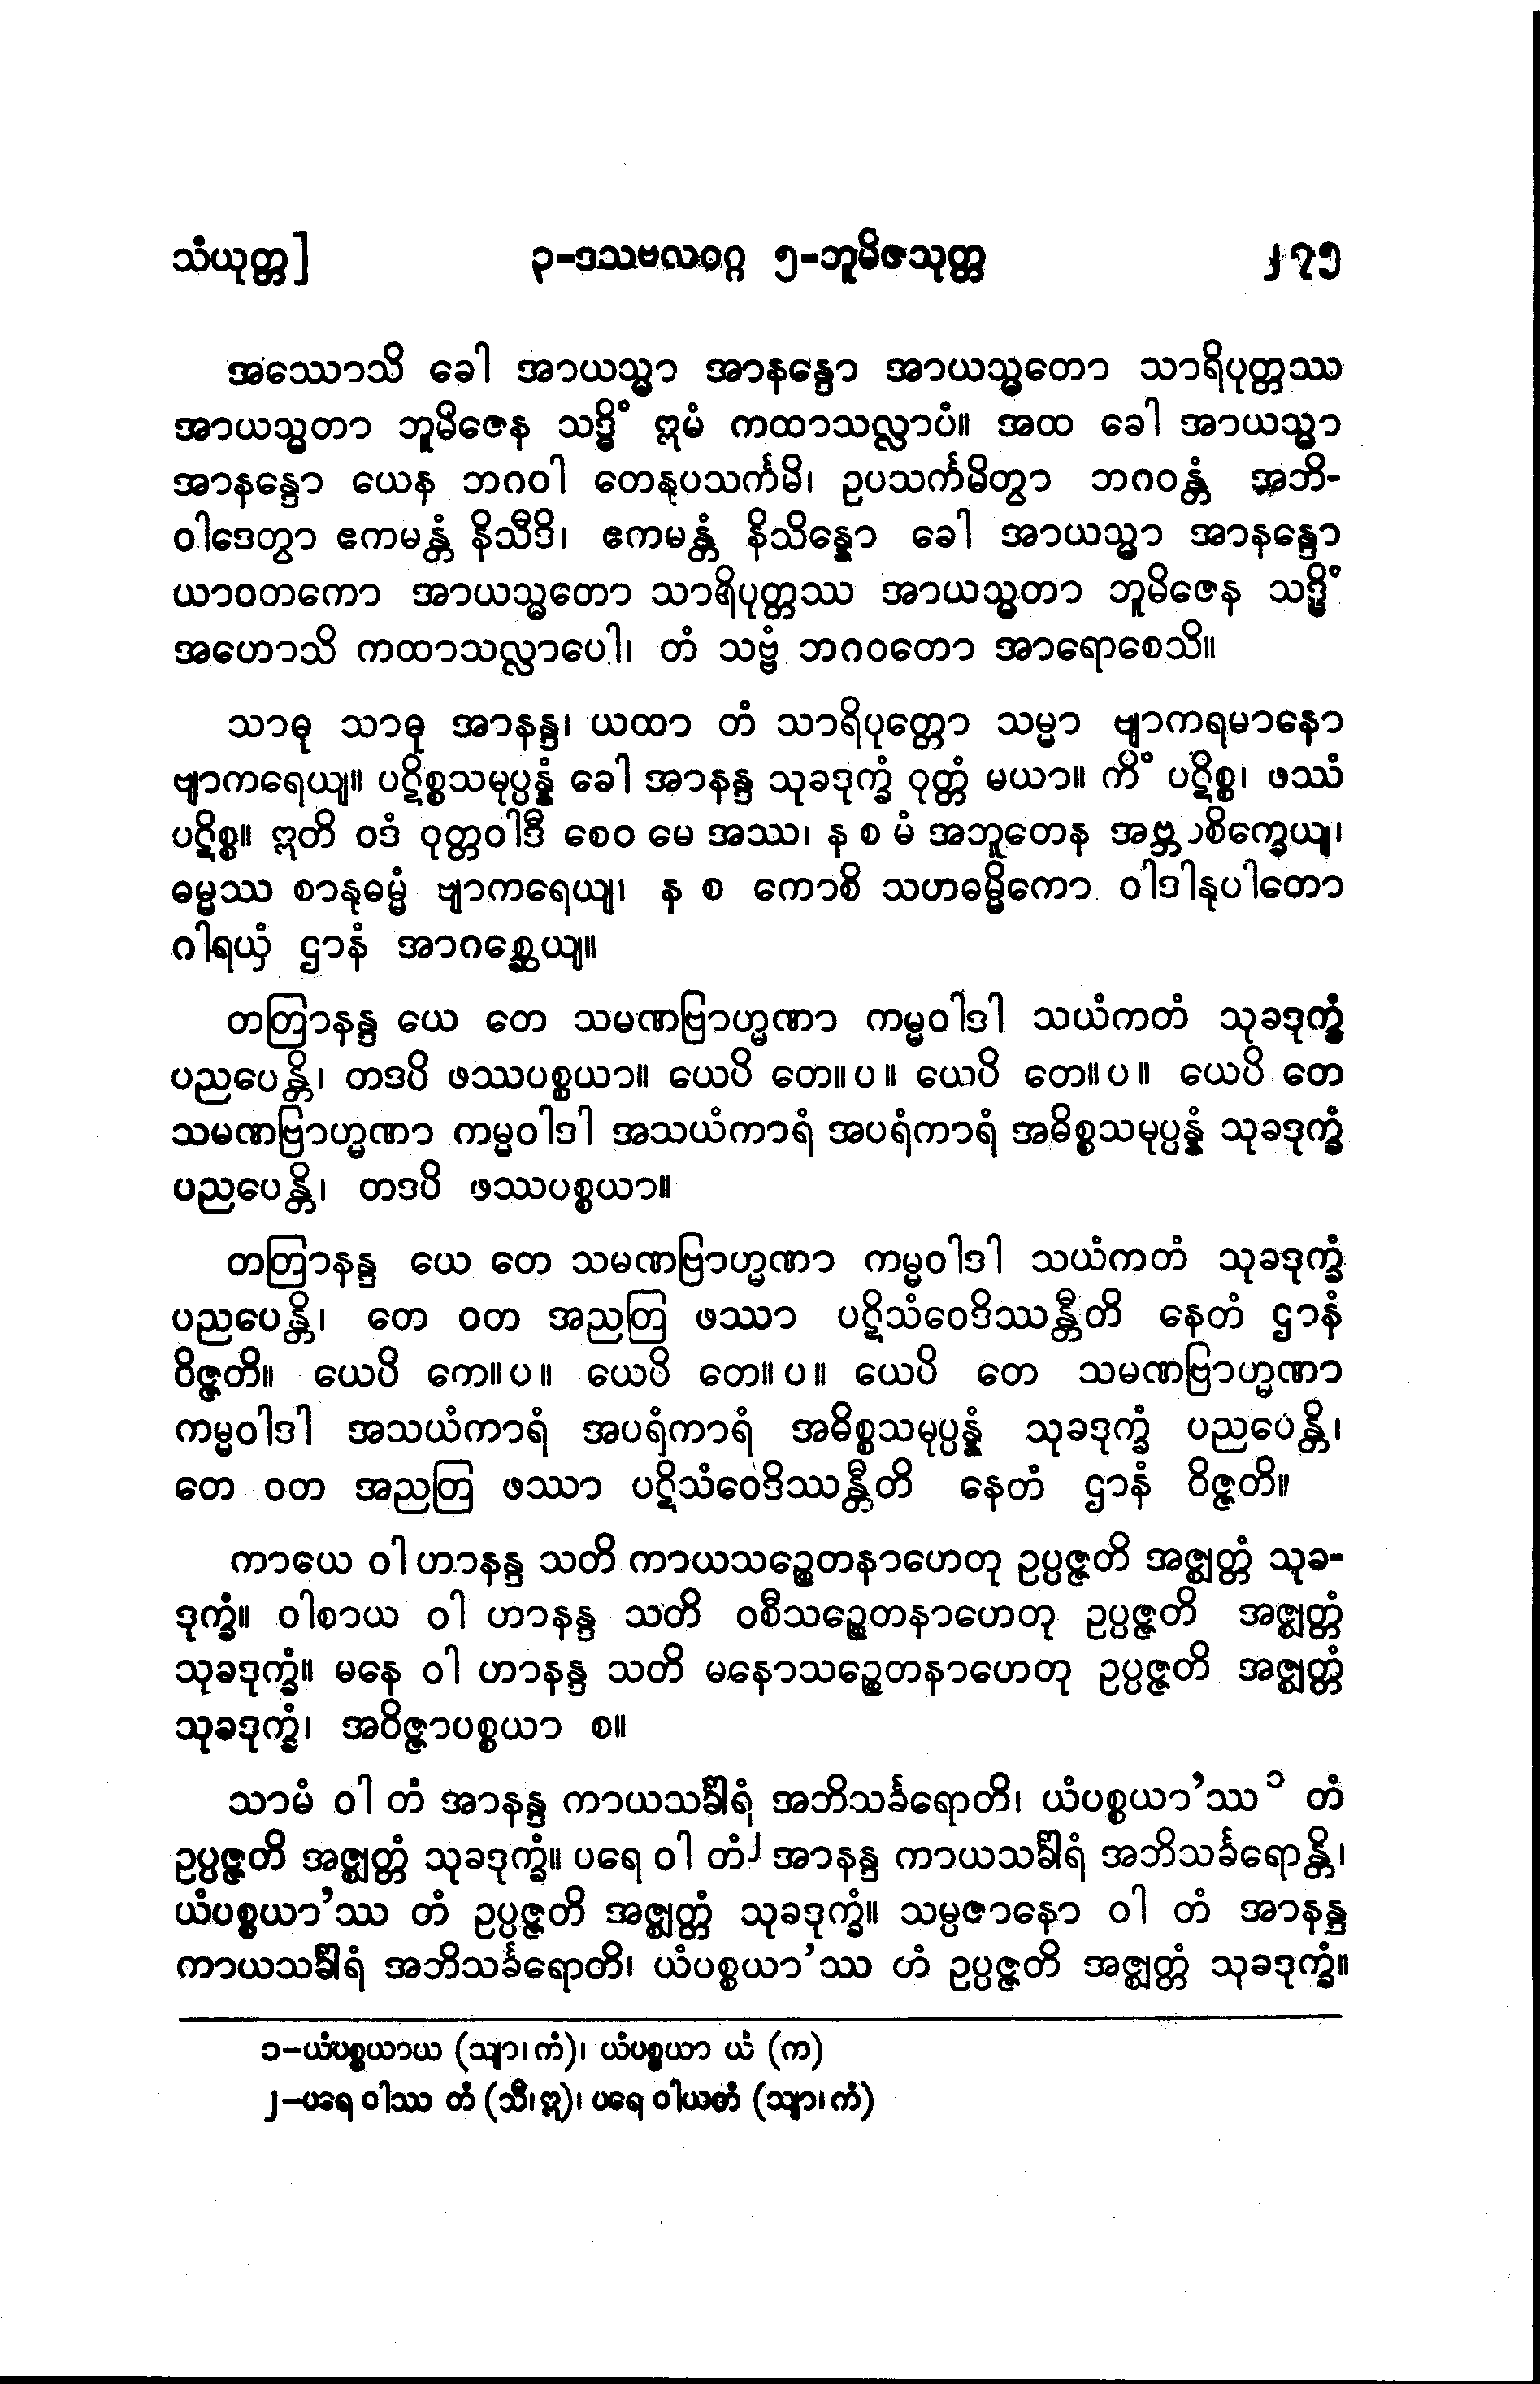 သံယုတ္တ] ၃-ဒသဗလဝဂ္ဂ ၅-ဘူမိဇသုတ္တ ၂၇၅
အဿောသိ ခေါ အာယသ္မာ အာနန္ဒော အာယသ္မတော သာရိပုတ္တဿ
အာယသ္မတာ ဘူမိဇေန သဒ္ဓိံ ဣမံ ကထာသလ္လာပံ။ အထ ခေါ အာယသ္မာ
အာနန္ဒော ယေန ဘဂဝါ တေနုပသင်္ကမိ၊ ဥပသင်္ကမိတွာ ဘဂဝန္တံ အဘိ-
ဝါဒေတွာ ဧကမန္တံ နိသီဒိ၊ ဧကမန္တံ နိသိန္နော ခေါ အာယသ္မာ အာနန္ဒော
ယာဝတကော အာယသ္မတော သာရိပုတ္တဿ အာယသ္မတာ ဘူမိဇေန သဒ္ဓိံ
အဟောသိ ကထာသလ္လာပေါ၊ တံ သဗ္ဗံ ဘဂဝတော အာရောစေသိ။
သာဓု သာဓု အာနန္ဒ၊ ယထာ တံ သာရိပုတ္တော သမ္မာ ဗျာကရမာနော
ဗျာကရေယျ။ ပဋိစ္စသမုပ္ပန္နံ ခေါ အာနန္ဒ သုခဒုက္ခံ ဝုတ္တံ မယာ။ ကိံ ပဋိစ္စ၊ ဖဿံ
ပဋိစ္စ။ ဣတိ ဝဒံ ဝုတ္တဝါဒီ စေဝ မေ အဿ၊ န စ မံ အဘူတေန အဗ္ဘာစိက္ခေယျ၊
ဓမ္မဿ စာနုဓမ္မံ ဗျာကရေယျ၊ န စ ကောစိ သဟဓမ္မိကော ဝါဒါနုပါတော
ဂါရယှံ ဌာနံ အာဂစ္ဆေယျ။
တတြာနန္ဒ ယေ တေ သမဏဗြာဟ္မဏာ ကမ္မဝါဒါ သယံကတံ သုခဒုက္ခံ
ပညပေန္တိ၊ တဒပိ ဖဿပစ္စယာ။ ယေပိ တေ။ပ။ ယေပိ တေ။ပ။ ယေပိ တေ
သမဏဗြာဟ္မဏာ ကမ္မဝါဒါ အသယံကာရံ အပရံကာရံ အဓိစ္စသမုပ္ပန္နံ သုခဒုက္ခံ
ပညပေန္တိ၊ တဒပိ ဖဿပစ္စယာ။
တတြာနန္ဒ ယေ တေ သမဏဗြာဟ္မဏာ ကမ္မဝါဒါ သယံကတံ သုခဒုက္ခံ
ပညပေန္တိ၊ တေ ဝတ အညတြ ဖဿာ ပဋိသံဝေဒိဿန္တီတိ နေတံ ဌာနံ
ဝိဇ္ဇတိ။ ယေပိ ကေ။ပ။ ယေပိ တေ။ပ။ ယေပိ တေ သမဏဗြာဟ္မဏာ
ကမ္မဝါဒါ အသယံကာရံ အပရံကာရံ အဓိစ္စသမုပ္ပန္နံ သုခဒုက္ခံ ပညပေန္တိ၊
တေ ဝတ အညတြ ဖဿာ ပဋိသံဝေဒိဿန္တီတိ နေတံ ဌာနံ ဝိဇ္ဇတိ။
ကာယေ ဝါ ဟာနန္ဒ သတိ ကာယသဉ္စေတနာဟေတု ဥပ္ပဇ္ဇတိ အဇ္ဈတ္တံ သုခ-
ဒုက္ခံ။ ဝါစာယ ဝါ ဟာနန္ဒ သတိ ဝစီသဉ္စေတနာဟေတု ဥပ္ပဇ္ဇတိ အဇ္ဈတ္တံ
သုခဒုက္ခံ။ မနေ ဝါ ဟာနန္ဒ သတိ မနောသဉ္စေတနာဟေတု ဥပ္ပဇ္ဇတိ အဇ္ဈတ္တံ
သုခဒုက္ခံ၊ အဝိဇ္ဇာပစ္စယာ စ။
သာမံ ဝါ တံ အာနန္ဒ ကာယသင်္ခါရံ အဘိသင်္ခရောတိ၊ ယံပစ္စယာ’ဿ ၁ တံ
ဥပ္ပဇ္ဇတိ အဇ္ဈတ္တံ သုခဒုက္ခံ။ ပရေ ဝါ တံ၂ အာနန္ဒ ကာယသင်္ခါရံ အဘိသင်္ခရောန္တိ၊
ယံပစ္စယာ’ဿ တံ ဥပ္ပဇ္ဇတိ အဇ္ဈတ္တံ သုခဒုက္ခံ။ သမ္ပဇာနော ဝါ တံ အာနန္ဒ
ကာယသင်္ခါရံ အဘိသင်္ခရောတိ၊ ယံပစ္စယာ’ဿ တံ ဥပ္ပဇ္ဇတိ အဇ္ဈတ္တံ သုခဒုက္ခံ။
၁-ယံပစ္စယာယ (သျာ၊ကံ)၊ ယံပစ္စယာ ယံ (က)
၂-ပရေ ဝါဿ တံ (သီ၊ဣ)၊ ပရေ ဝါယတံ (သျာ၊ကံ)